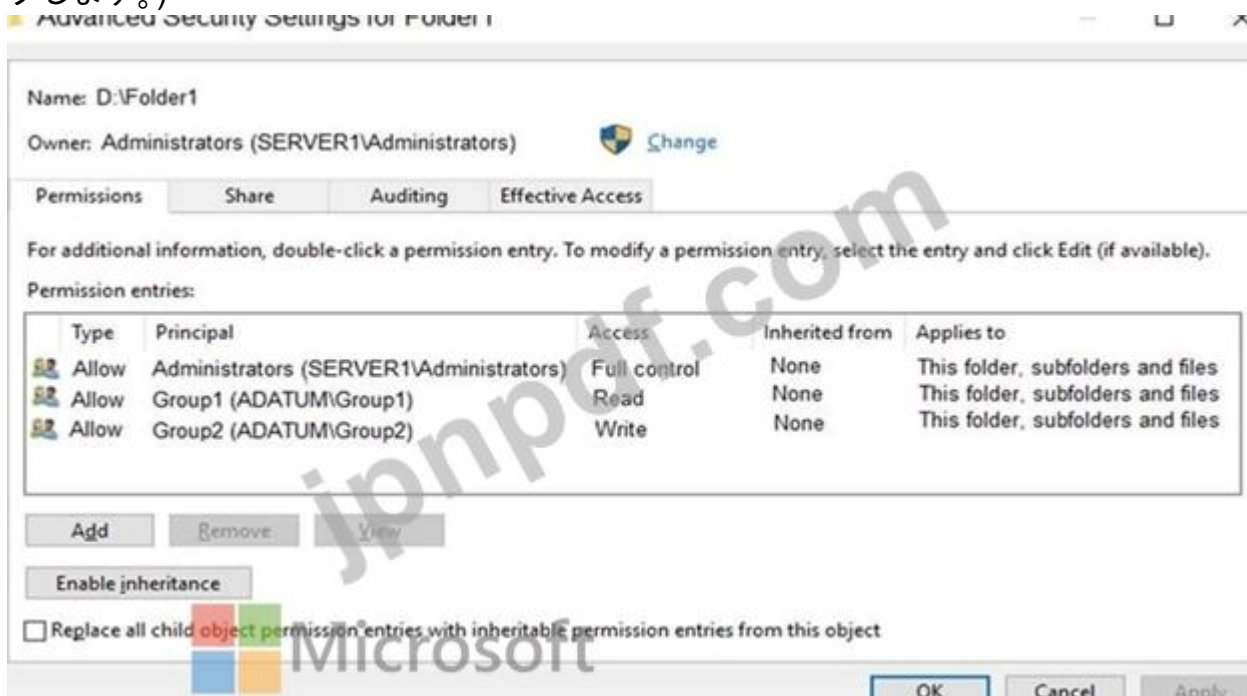 クします。)
Advanced Security Settings for Folder1
Name: D:\Folder1
Owner: Administrators (SERVER1\Administrators) Change
Permissions Share Auditing Effective Access
For additional information, double-click a permission entry. To modify a permission entry, select the entry and click Edit (if available).
Permission entries:
Type Principal Access Inherited from Applies to
Allow Administrators (SERVER1\Administrators) Full control None This folder, subfolders and files
Allow Group1 (ADATUM\Group1) Read None This folder, subfolders and files
Allow Group2 (ADATUM\Group2) Write None This folder, subfolders and files
jpnpdf.com
Add Remove View
Enable inheritance
Replace all child object permission entries with inheritable permission entries from this object
Microsoft
OK Cancel Apply